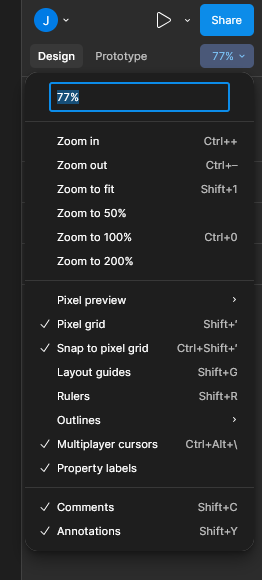 J
Share
Design Prototype 77%
77%
Zoom in Ctrl++
Zoom out Ctrl+–
Zoom to fit Shift+1
Zoom to 50%
Zoom to 100% Ctrl+0
Zoom to 200%
Pixel preview
Pixel grid Shift+'
Snap to pixel grid Ctrl+Shift+'
Layout guides Shift+G
Rulers Shift+R
Outlines
Multiplayer cursors Ctrl+Alt+\
Property labels
Comments Shift+C
Annotations Shift+Y